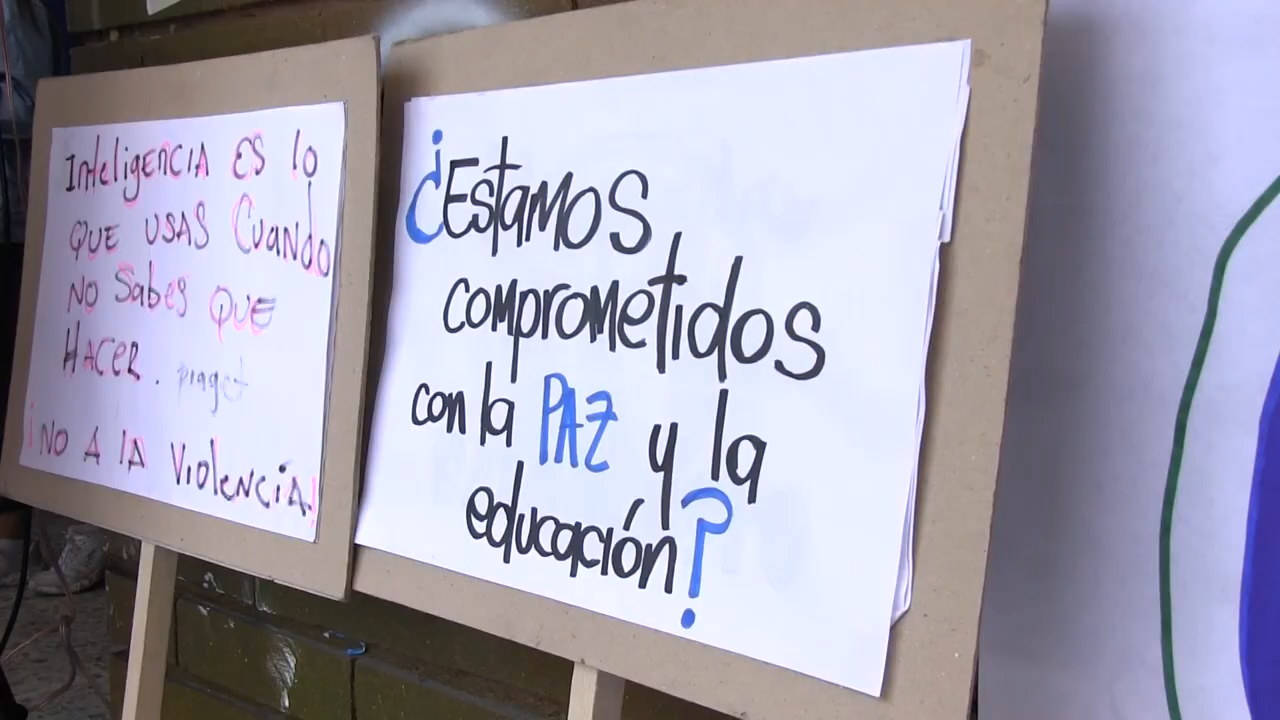 InteligENCIA ES lo
QUE USAS CuANdo
NO Sabes QUE
HACER. piaget
¡NO A lA ViolENCiA!
¿EstAMOS
comproMetidos
con la PAZ y la
educación?